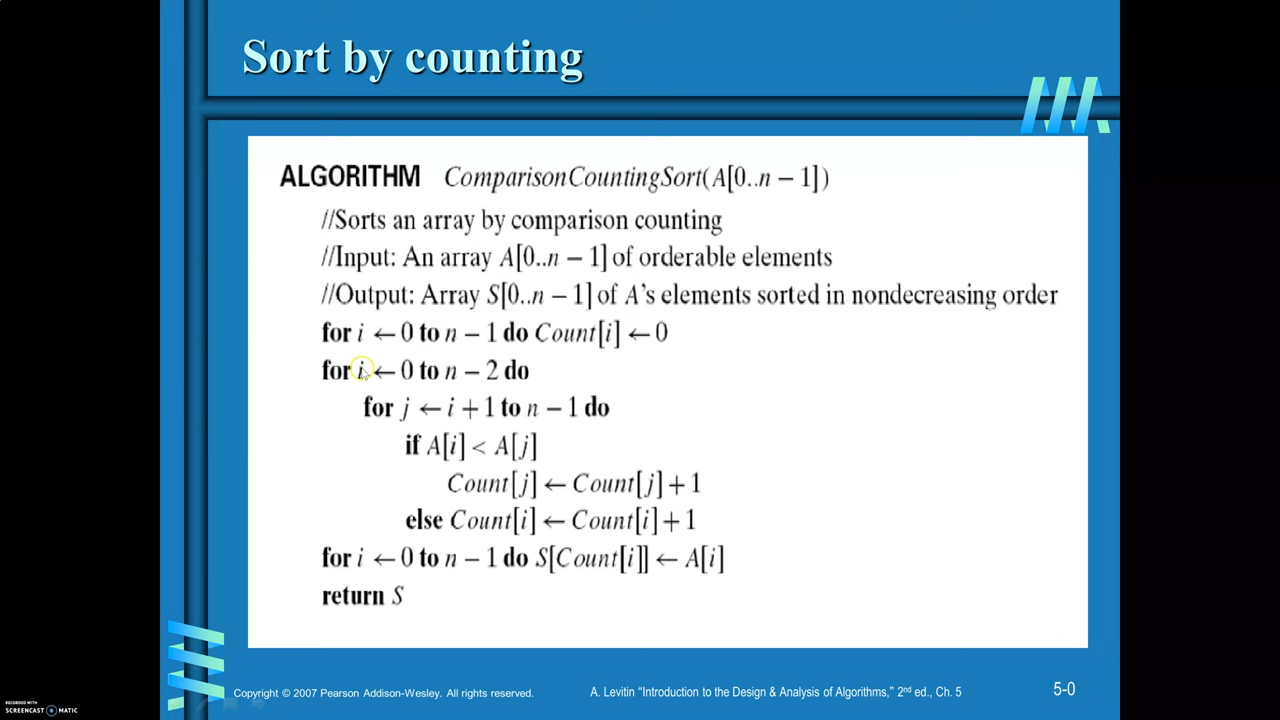 Sort by counting
ALGORITHM ComparisonCountingSort(A[0..n − 1])
//Sorts an array by comparison counting
//Input: An array A[0..n − 1] of orderable elements
//Output: Array S[0..n − 1] of A's elements sorted in nondecreasing order
for i ← 0 to n − 1 do Count[i] ← 0
for i ← 0 to n − 2 do
for j ← i + 1 to n − 1 do
if A[i] < A[j]
Count[j] ← Count[j] + 1
else Count[i] ← Count[i] + 1
for i ← 0 to n − 1 do S[Count[i]] ← A[i]
return S
Copyright © 2007 Pearson Addison-Wesley. All rights reserved. A. Levitin "Introduction to the Design & Analysis of Algorithms," 2nd ed., Ch. 5 5-0
RECORDED WITH
SCREENCAST MATIC